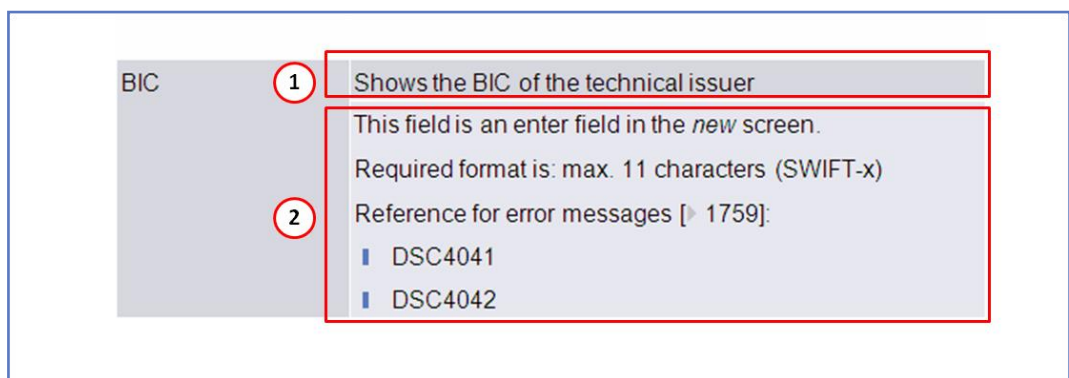 BIC
1
Shows the BIC of the technical issuer
This field is an enter field in the new screen.
Required format is: max. 11 characters (SWIFT-x)
2
Reference for error messages [▶ 1759]:
DSC4041
DSC4042